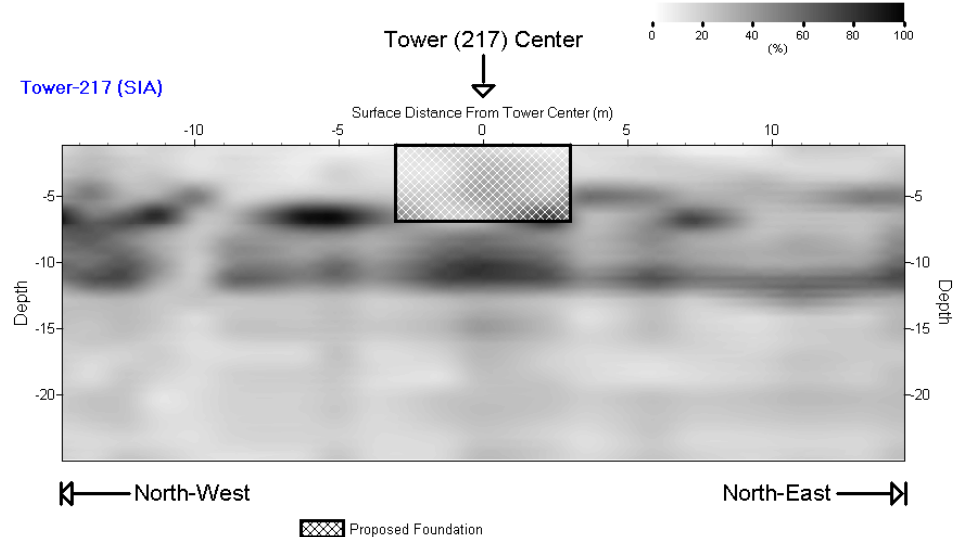 0 20 40 60 80 100
(%)
Tower (217) Center
Tower-217 (SIA)
Surface Distance From Tower Center (m)
-10 -5 0 5 10
-5 -5
-10 -10
-15 -15
-20 -20
Depth
Depth
North-West
North-East
Proposed Foundation